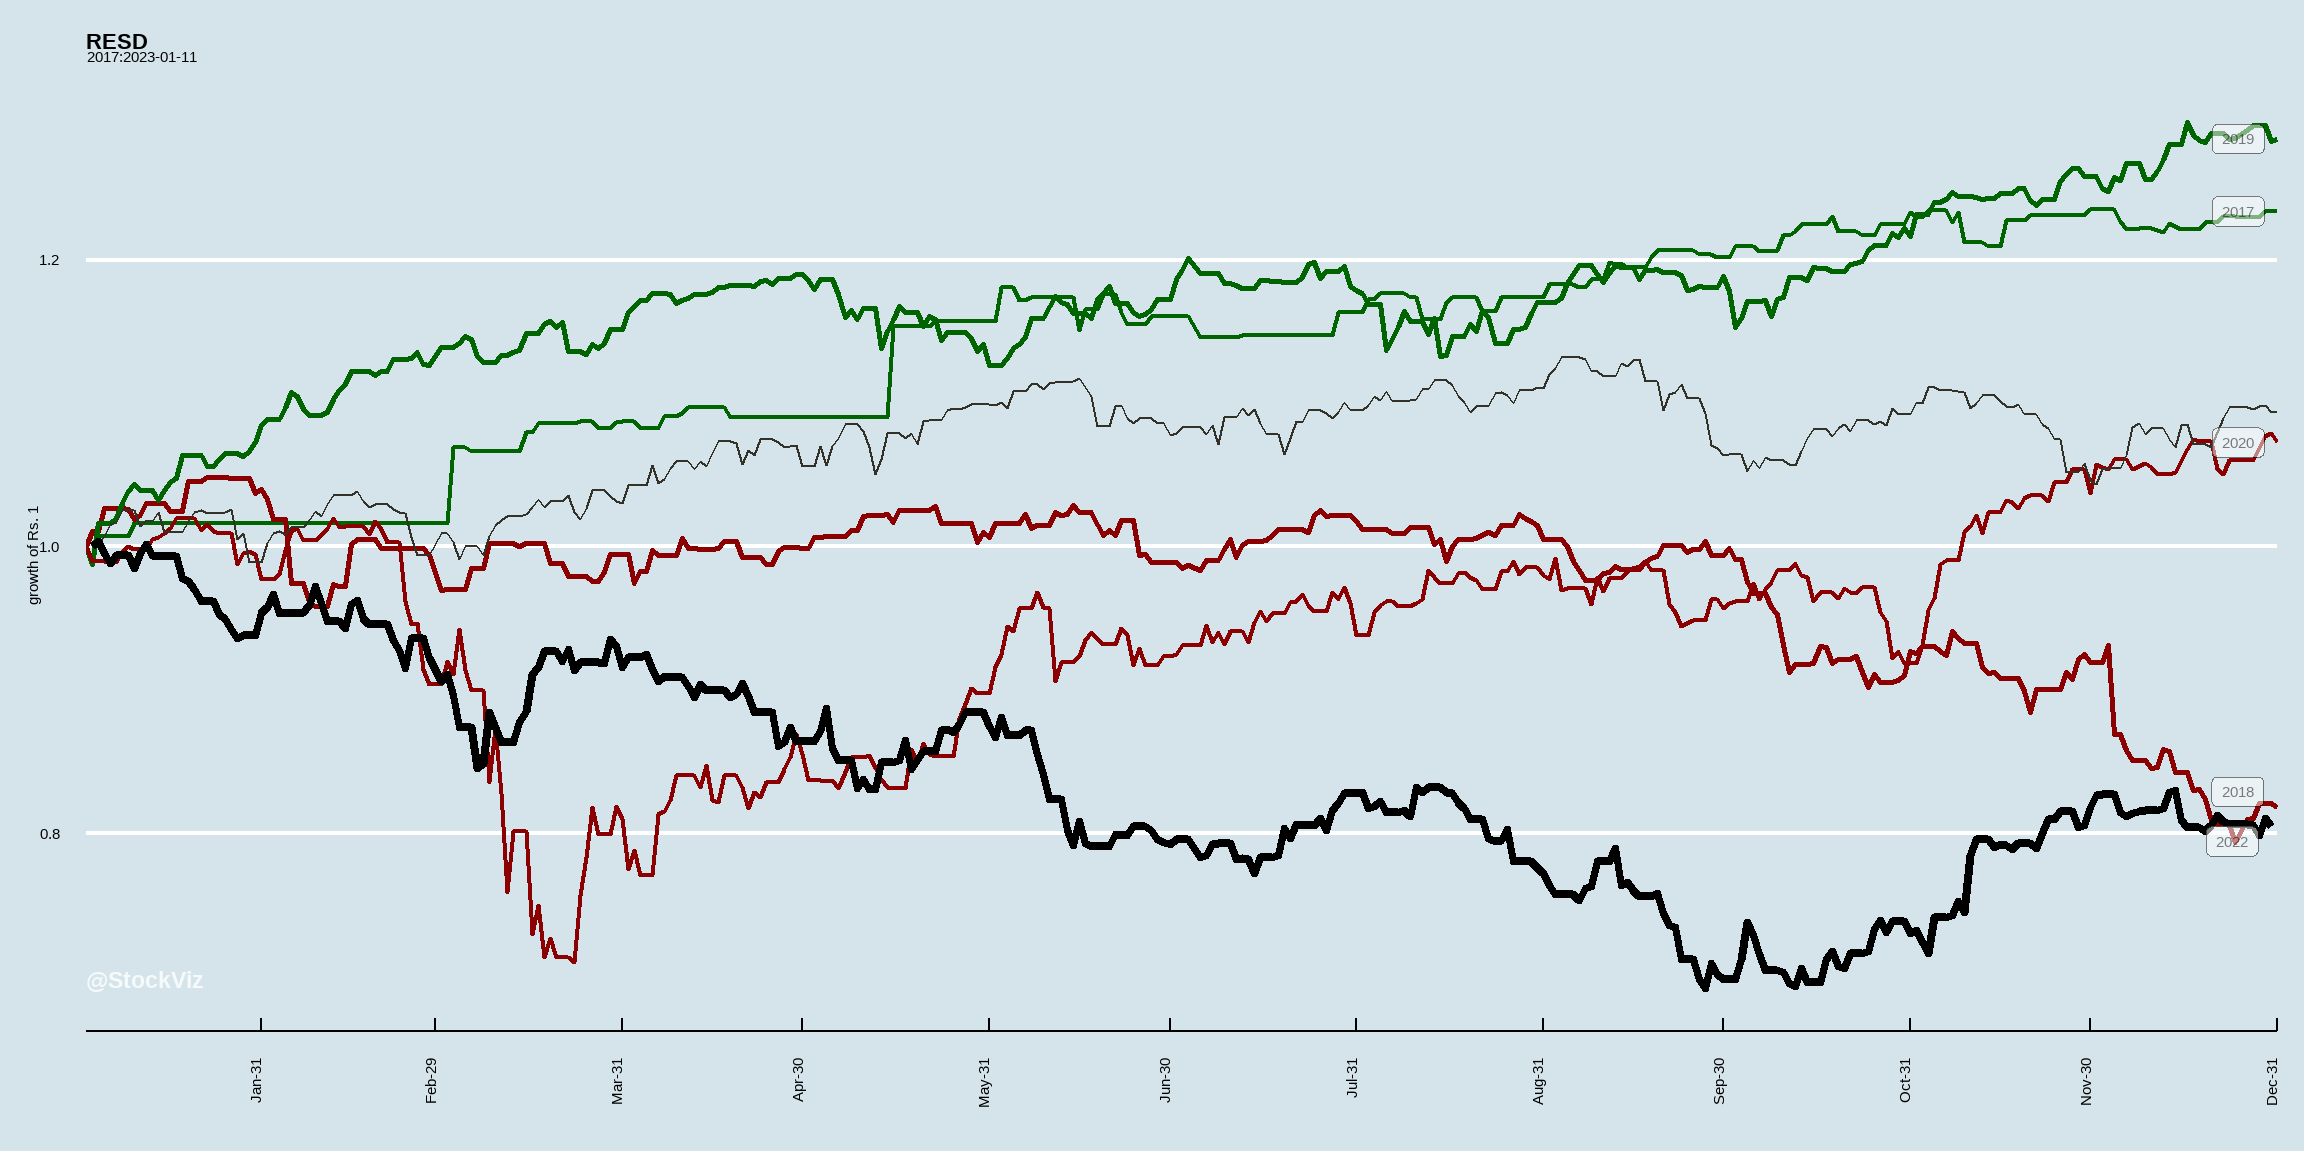 RESD
2017:2023-01-11
2019
2017
1.2
2020
growth of Rs. 1
1.0
2018
0.8
2022
@StockViz
Jan-31
Feb-29
Mar-31
Apr-30
May-31
Jun-30
Jul-31
Aug-31
Sep-30
Oct-31
Nov-30
Dec-31